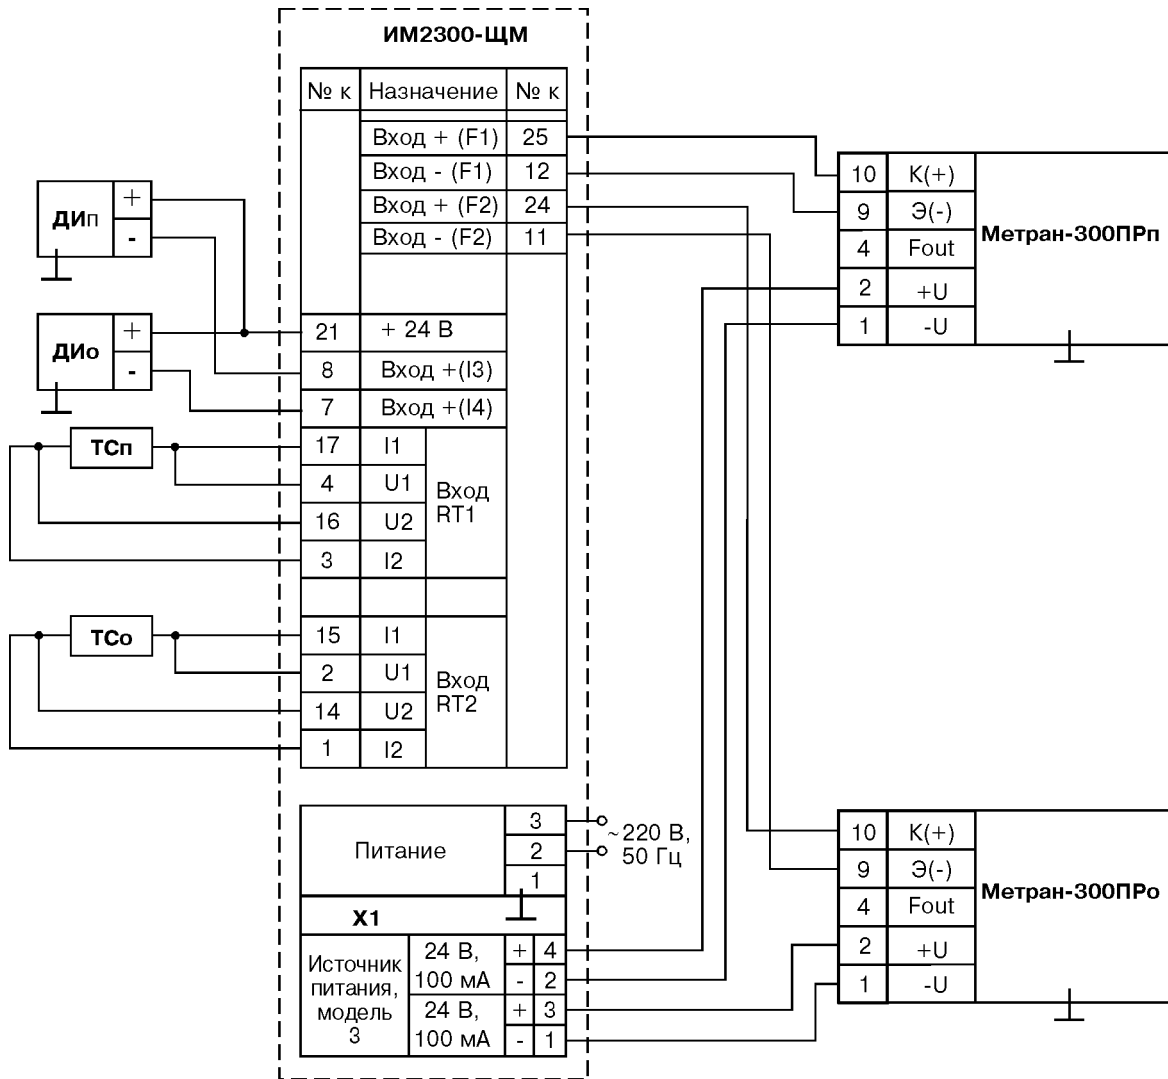 ИМ2300-ЩМ
№ к Назначение № к
Вход + (F1) 25
Вход - (F1) 12
Вход + (F2) 24
Вход - (F2) 11
21 + 24 В
8 Вход +(I3)
7 Вход +(I4)
17 I1
4 U1
16 U2
3 I2
Вход
RT1
15 I1
2 U1
14 U2
1 I2
Вход
RT2
ДИп
+
-
ДИо
+
-
ТСп
ТСо
Питание
3
2
1
~220 В,
50 Гц
X1
Источник
питания,
модель
3
24 В,
100 мА
+ 4
- 2
24 В,
100 мА
+ 3
- 1
10 К(+)
9 Э(-)
4 Fout
2 +U
1 -U
Метран-300ПРп
10 К(+)
9 Э(-)
4 Fout
2 +U
1 -U
Метран-300ПРо